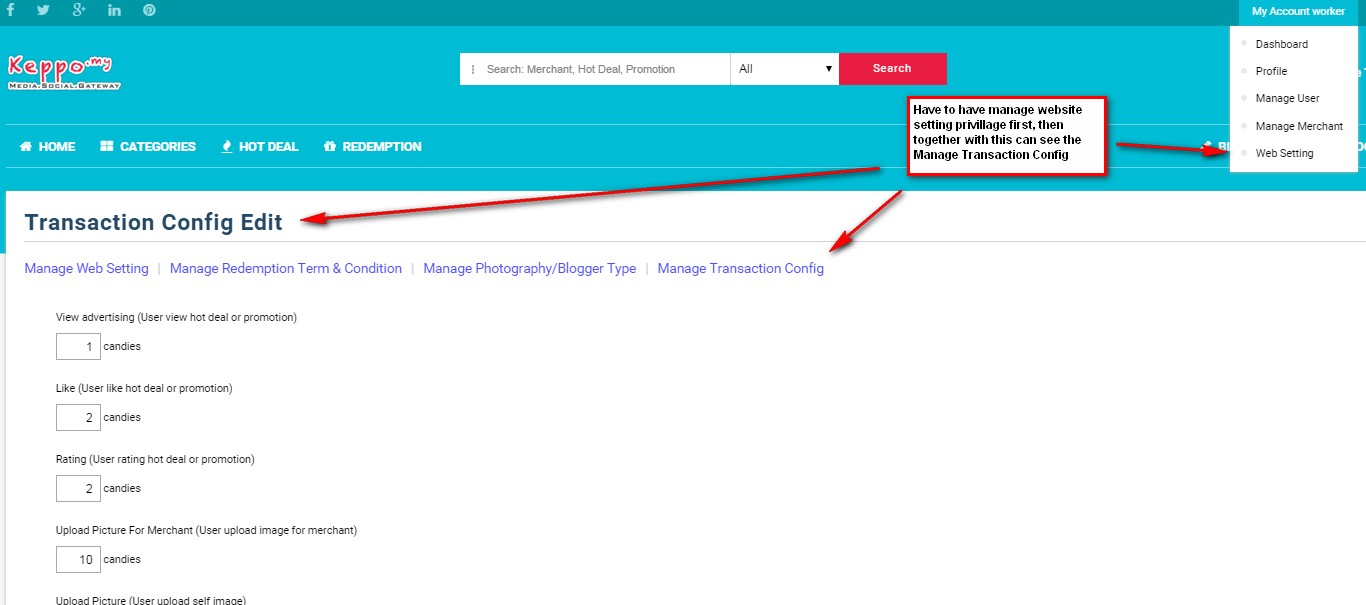 My Account worker
Keppo.my
MEDIA.SOCIAL.GATEWAY
Search: Merchant, Hot Deal, Promotion
All
Search
Dashboard
Profile
Manage User
Manage Merchant
Web Setting
HOME
CATEGORIES
HOT DEAL
REDEMPTION
Have to have manage website
setting privillage first, then
together with this can see the
Manage Transaction Config
Transaction Config Edit
Manage Web Setting | Manage Redemption Term & Condition | Manage Photography/Blogger Type | Manage Transaction Config
View advertising (User view hot deal or promotion)
1 candies
Like (User like hot deal or promotion)
2 candies
Rating (User rating hot deal or promotion)
2 candies
Upload Picture For Merchant (User upload image for merchant)
10 candies
Upload Picture (User upload self image)